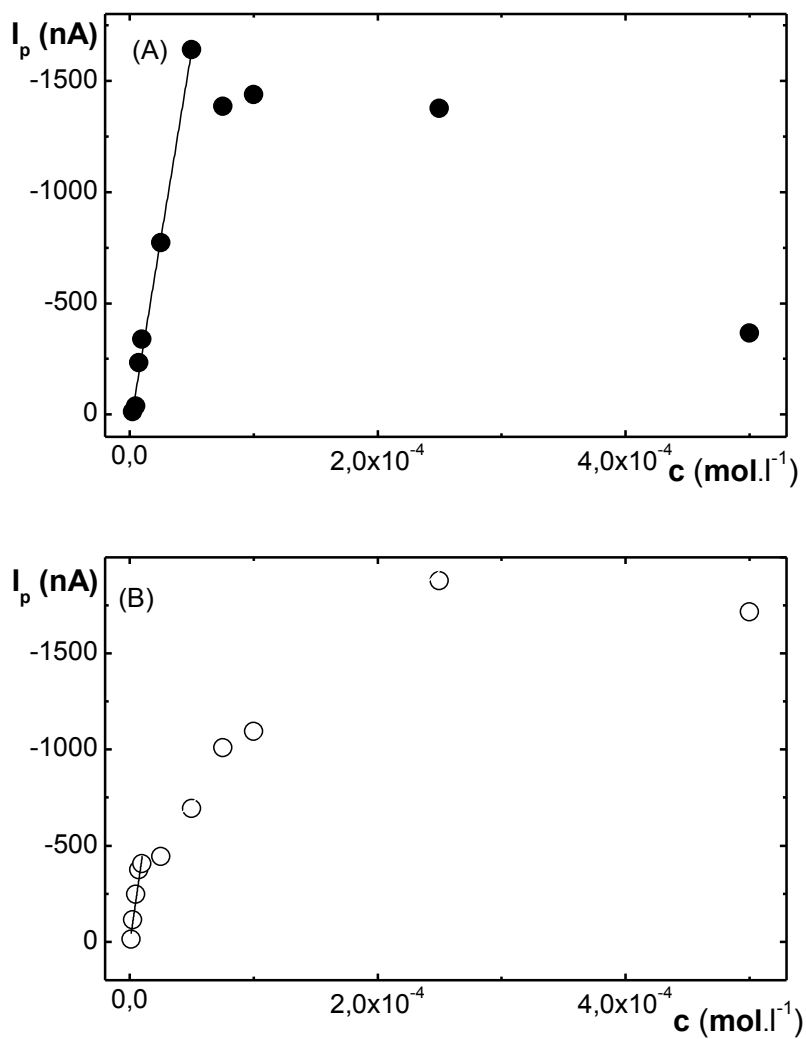 I_p (nA)
(A)
-1500
-1000
-500
0
0,0
2,0x10^-4
4,0x10^-4
c (mol.l^-1)
I_p (nA)
(B)
-1500
-1000
-500
0
0,0
2,0x10^-4
4,0x10^-4
c (mol.l^-1)